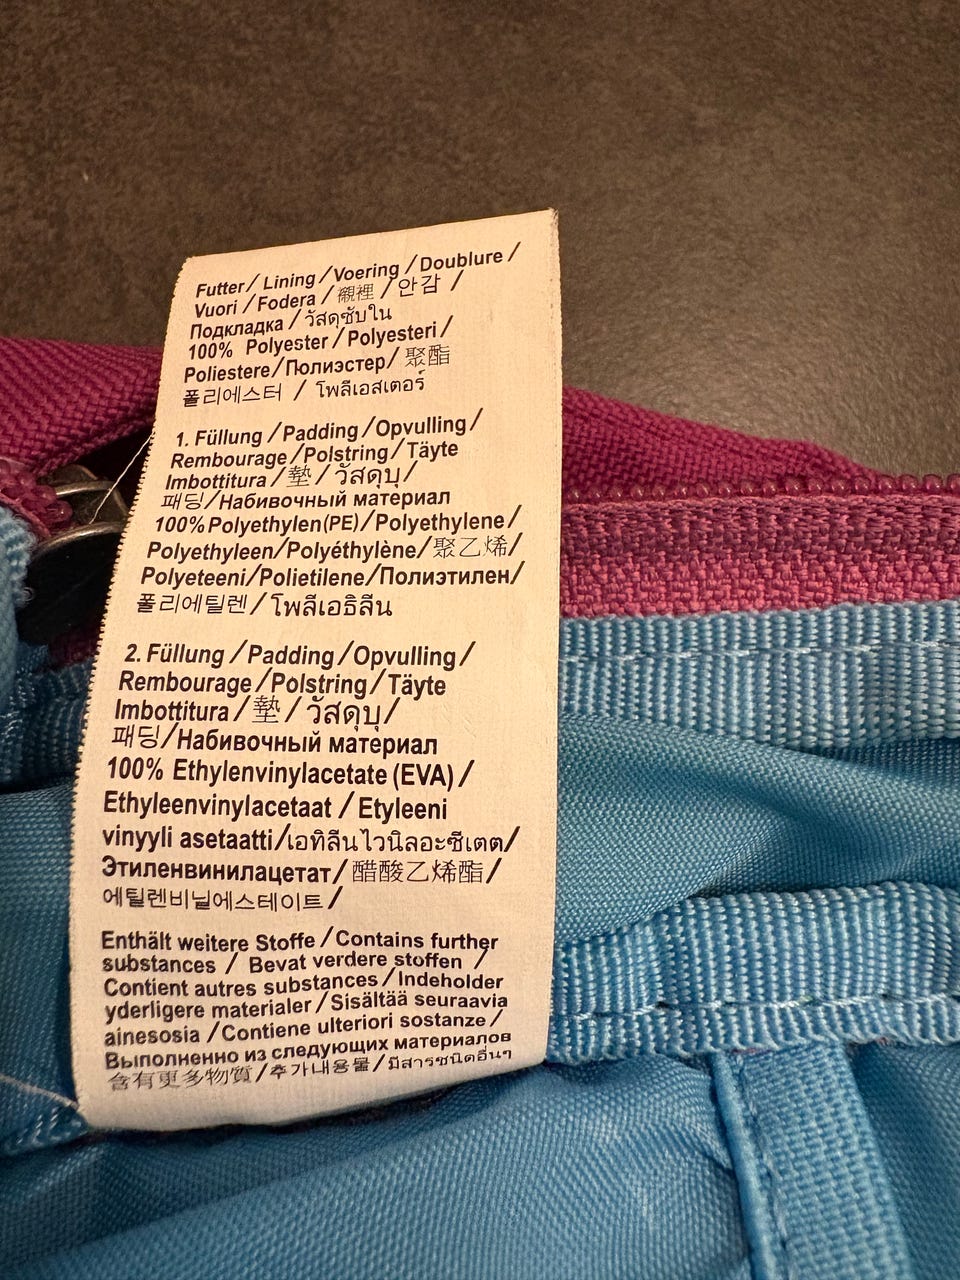 Futter / Lining / Voering / Doublure /
Vuori / Fodera / 襯裡 / 안감 /
Подкладка / วัสดุซับใน
100% Polyester / Polyesteri /
Poliestere / Полиэстер / 聚酯
폴리에스터 / โพลีเอสเตอร์
1. Füllung / Padding / Opvulling /
Rembourage / Polstring / Täyte
Imbottitura / 墊 / วัสดุบุ /
패딩 / Набивочный материал
100% Polyethylen (PE) / Polyethylene /
Polyethyleen / Polyéthylène / 聚乙烯 /
Polyeteeni / Polietilene / Полиэтилен /
폴리에틸렌 / โพลีเอธิลีน
2. Füllung / Padding / Opvulling /
Rembourage / Polstring / Täyte
Imbottitura / 墊 / วัสดุบุ /
패딩 / Набивочный материал
100% Ethylenvinylacetate (EVA) /
Ethyleenvinylacetaat / Etyleeni
vinyyli asetaatti / เอทิลีนไวนิลอะซีเตต /
Этиленвинилацетат / 醋酸乙烯酯 /
에틸렌비닐에스테이트 /
Enthält weitere Stoffe / Contains further
substances / Bevat verdere stoffen /
Contient autres substances / Indeholder
yderligere materialer / Sisältää seuraavia
ainesosia / Contiene ulteriori sostanze /
Выполненно из следующих материалов
含有更多物質 / 추가내용물 / มีสารชนิดอื่นๆ